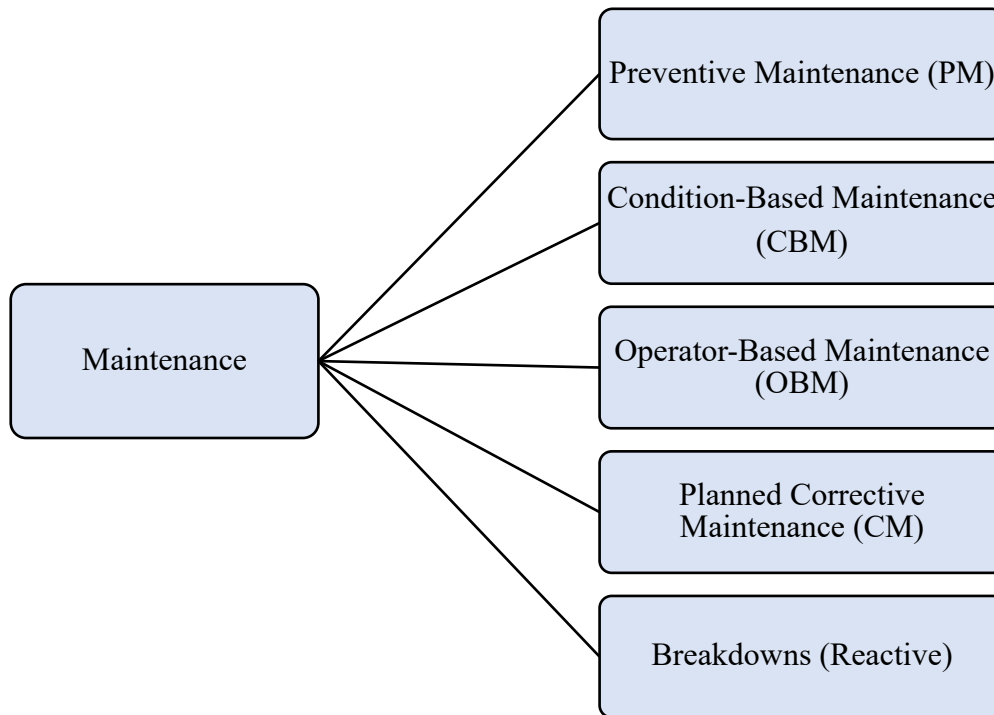 Preventive Maintenance (PM)
Condition-Based Maintenance
(CBM)
Maintenance
Operator-Based Maintenance
(OBM)
Planned Corrective
Maintenance (CM)
Breakdowns (Reactive)